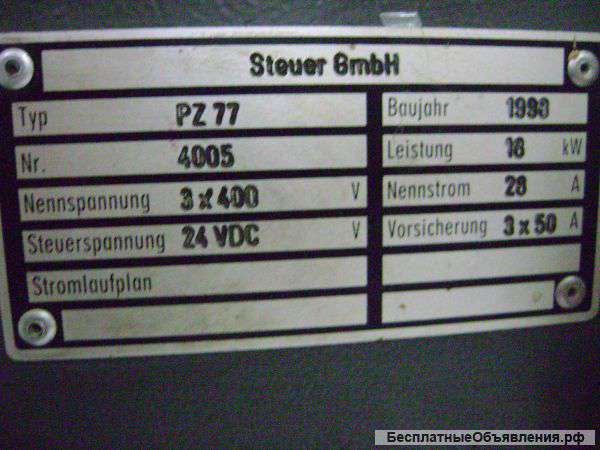 Steuer GmbH
Typ PZ 77
Nr. 4005
Nennspannung 3 x 400 V
Steuerspannung 24 VDC V
Stromlaufplan
Baujahr 1993
Leistung 18 kW
Nennstrom 28 A
Vorsicherung 3 x 50 A
БесплатныеОбъявления.рф